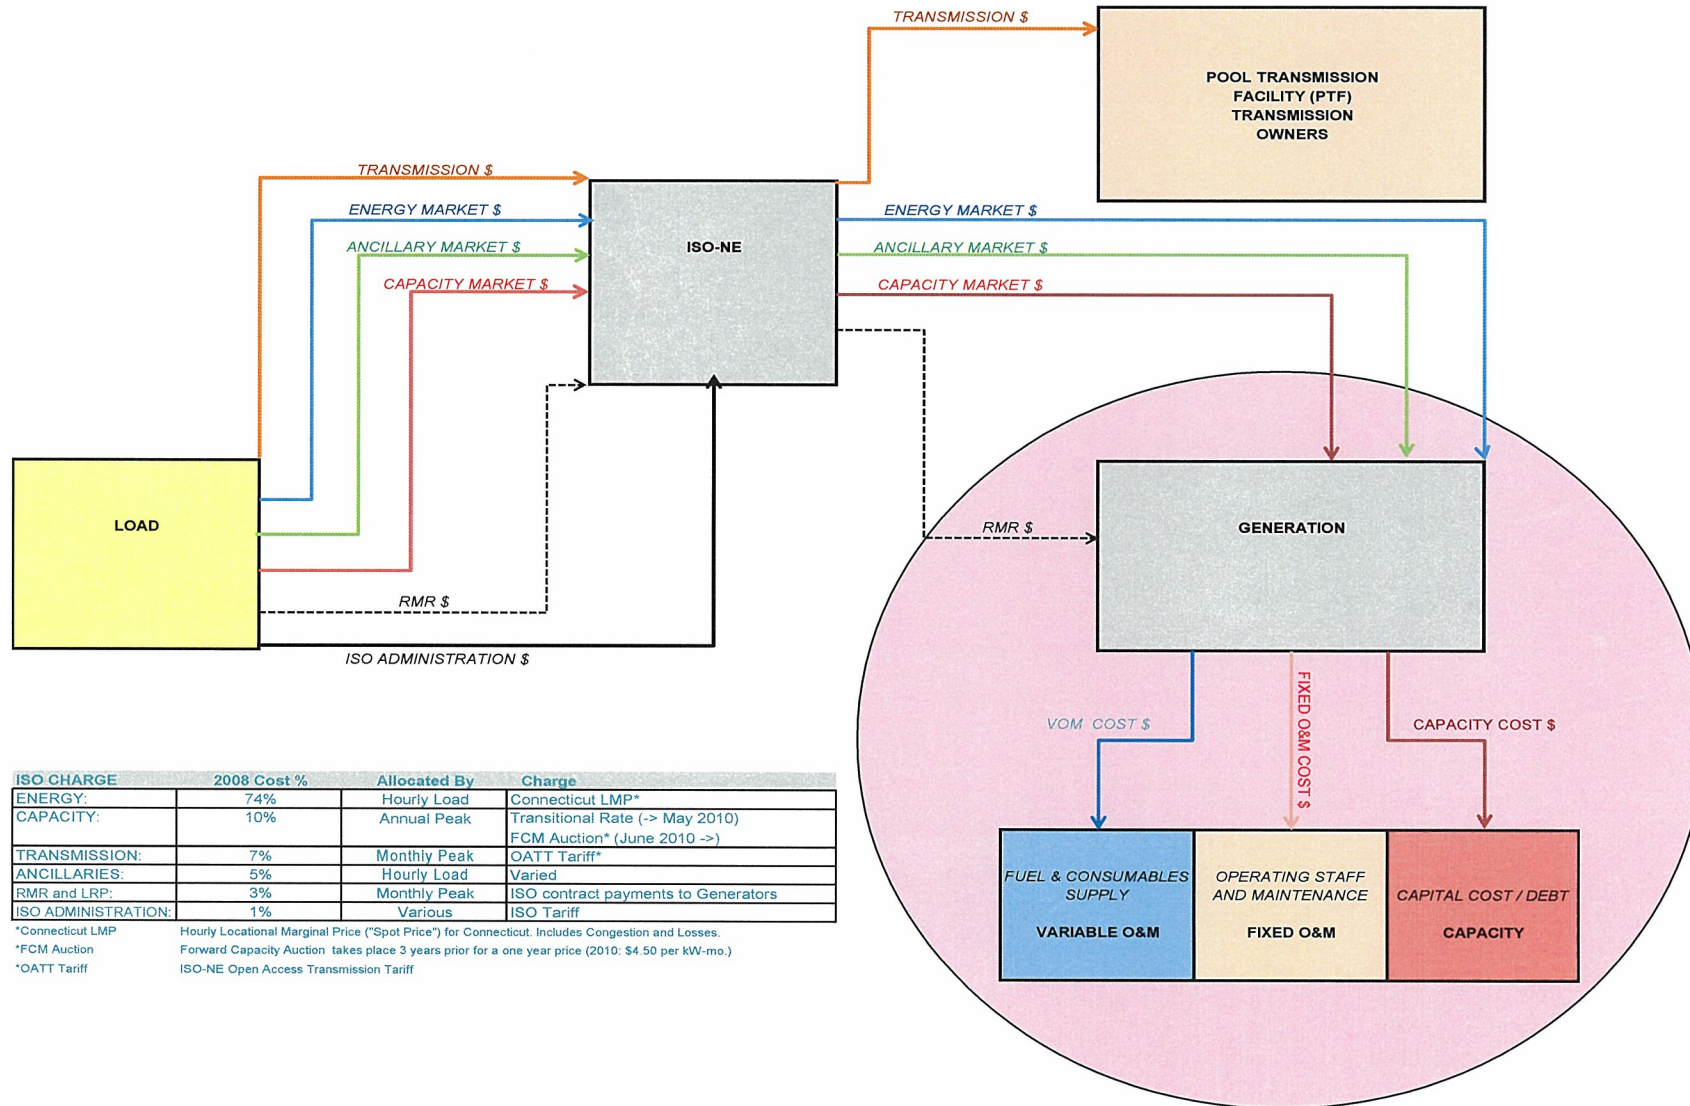 TRANSMISSION $
POOL TRANSMISSION
FACILITY (PTF)
TRANSMISSION
OWNERS
TRANSMISSION $
ENERGY MARKET $
ANCILLARY MARKET $
CAPACITY MARKET $
ISO-NE
ENERGY MARKET $
ANCILLARY MARKET $
CAPACITY MARKET $
LOAD
RMR $
ISO ADMINISTRATION $
RMR $
GENERATION
VOM COST $
FIXED O&M COST $
CAPACITY COST $
FUEL & CONSUMABLES
SUPPLY
VARIABLE O&M
OPERATING STAFF
AND MAINTENANCE
FIXED O&M
CAPITAL COST / DEBT
CAPACITY
ISO CHARGE 2008 Cost % Allocated By Charge
ENERGY: 74% Hourly Load Connecticut LMP*
CAPACITY: 10% Annual Peak Transitional Rate (-> May 2010)
FCM Auction* (June 2010 ->)
TRANSMISSION: 7% Monthly Peak OATT Tariff*
ANCILLARIES: 5% Hourly Load Varied
RMR and LRP: 3% Monthly Peak ISO contract payments to Generators
ISO ADMINISTRATION: 1% Various ISO Tariff
*Connecticut LMP Hourly Locational Marginal Price ("Spot Price") for Connecticut. Includes Congestion and Losses.
*FCM Auction Forward Capacity Auction takes place 3 years prior for a one year price (2010: $4.50 per kW-mo.)
*OATT Tariff ISO-NE Open Access Transmission Tariff